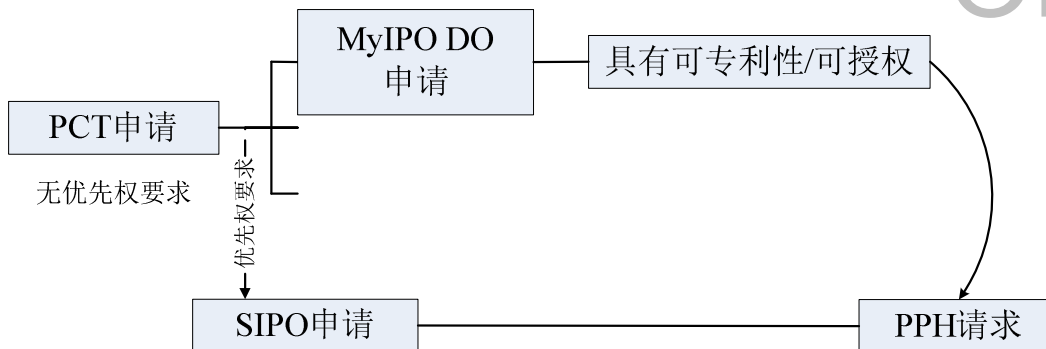 MyIPO DO
申请
具有可专利性/可授权
PCT申请
无优先权要求
优先权要求
SIPO申请
PPH请求